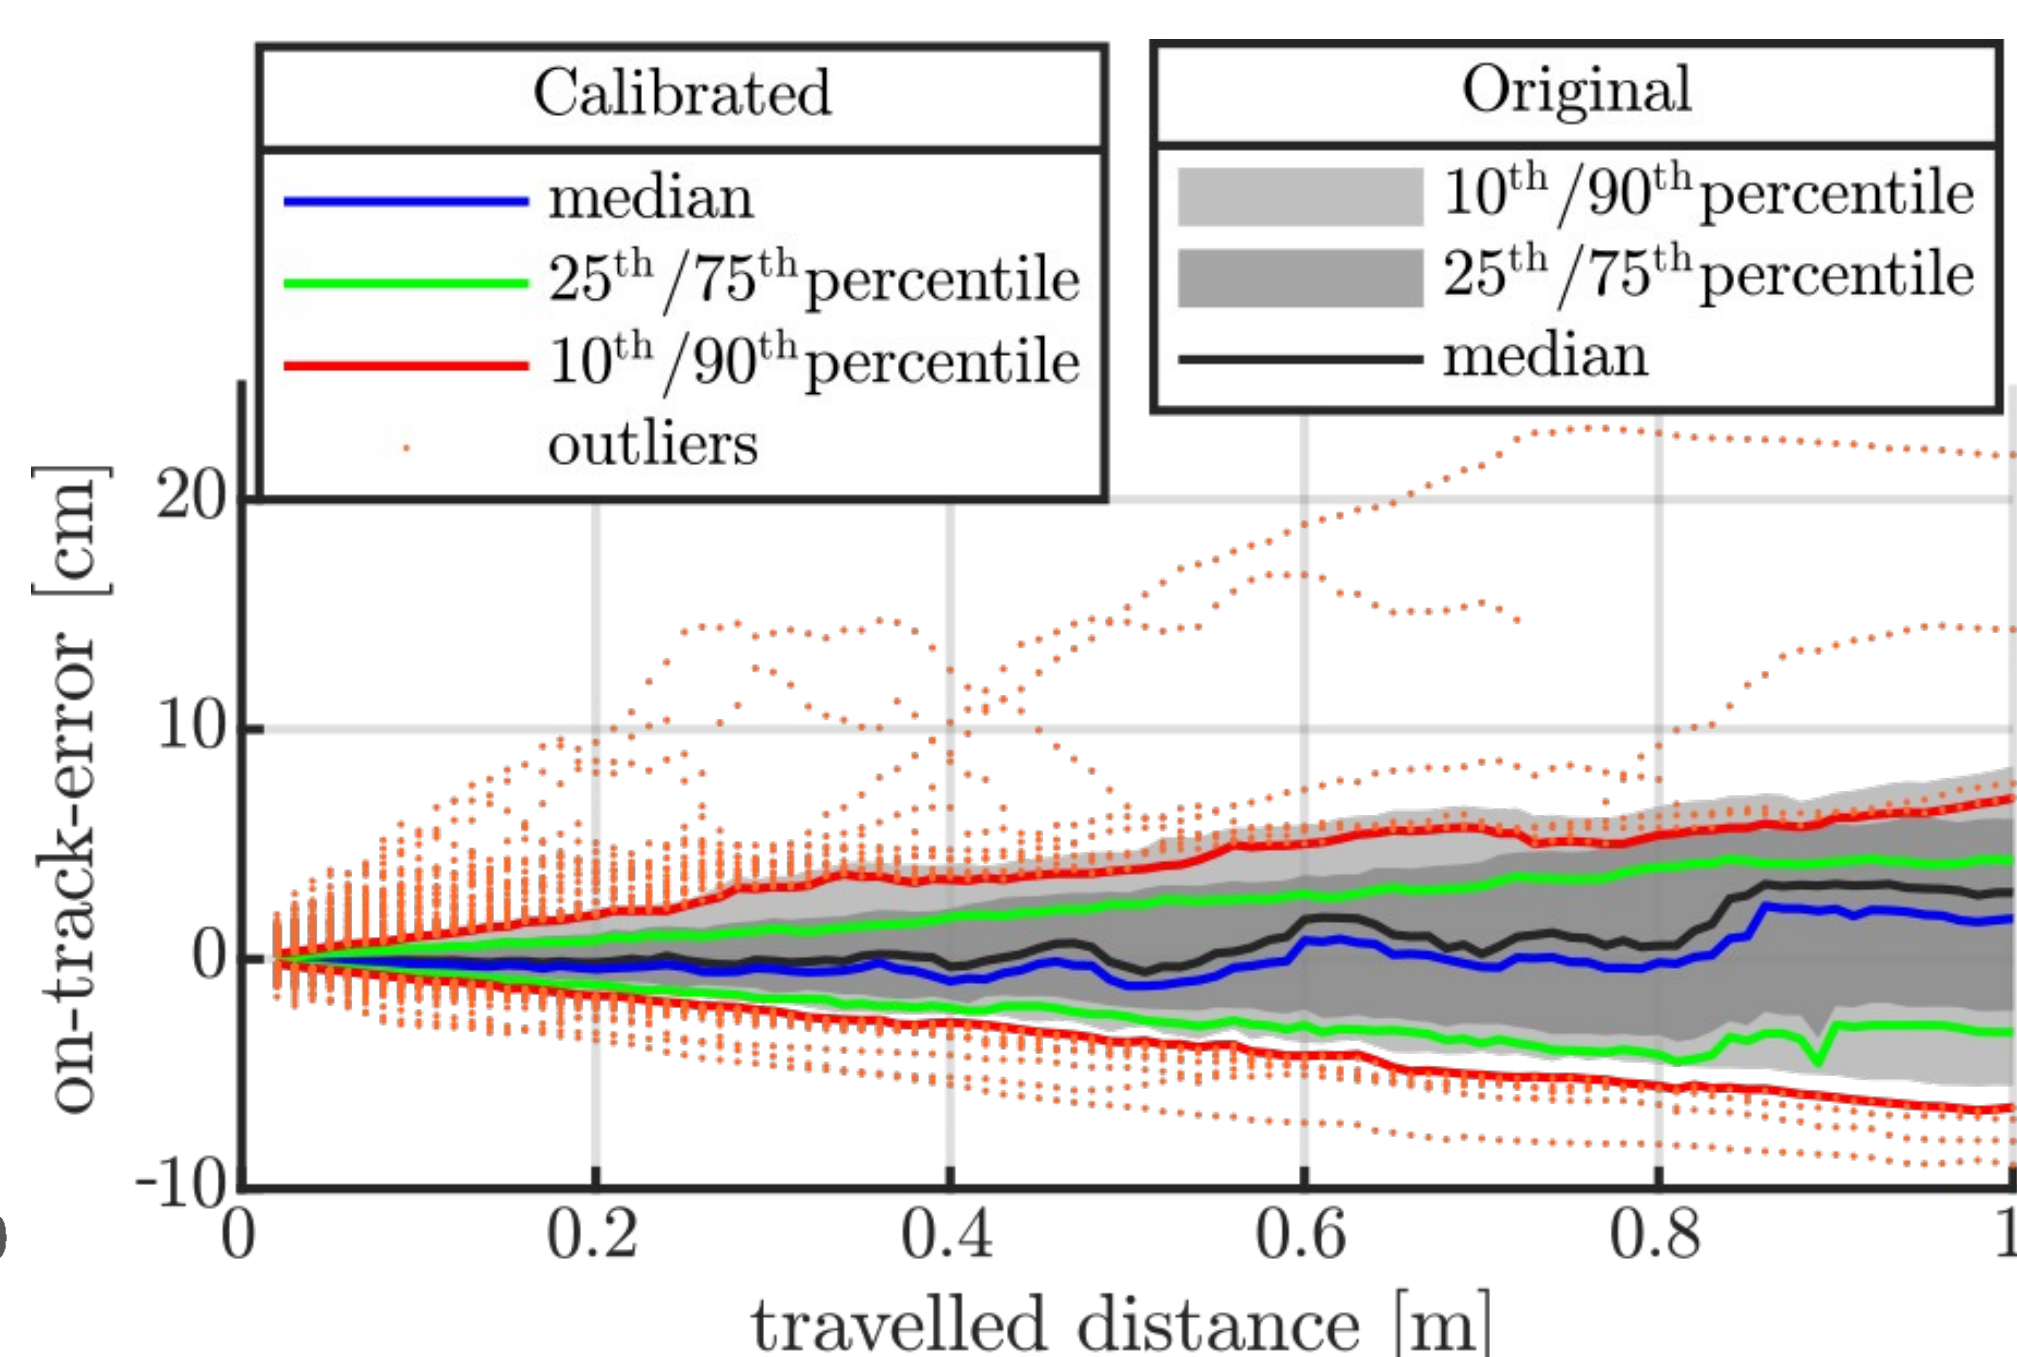 Calibrated
median
25th/75th percentile
10th/90th percentile
outliers
Original
10th/90th percentile
25th/75th percentile
median
on-track-error [cm]
20
10
0
-10
0 0.2 0.4 0.6 0.8 1
travelled distance [m]